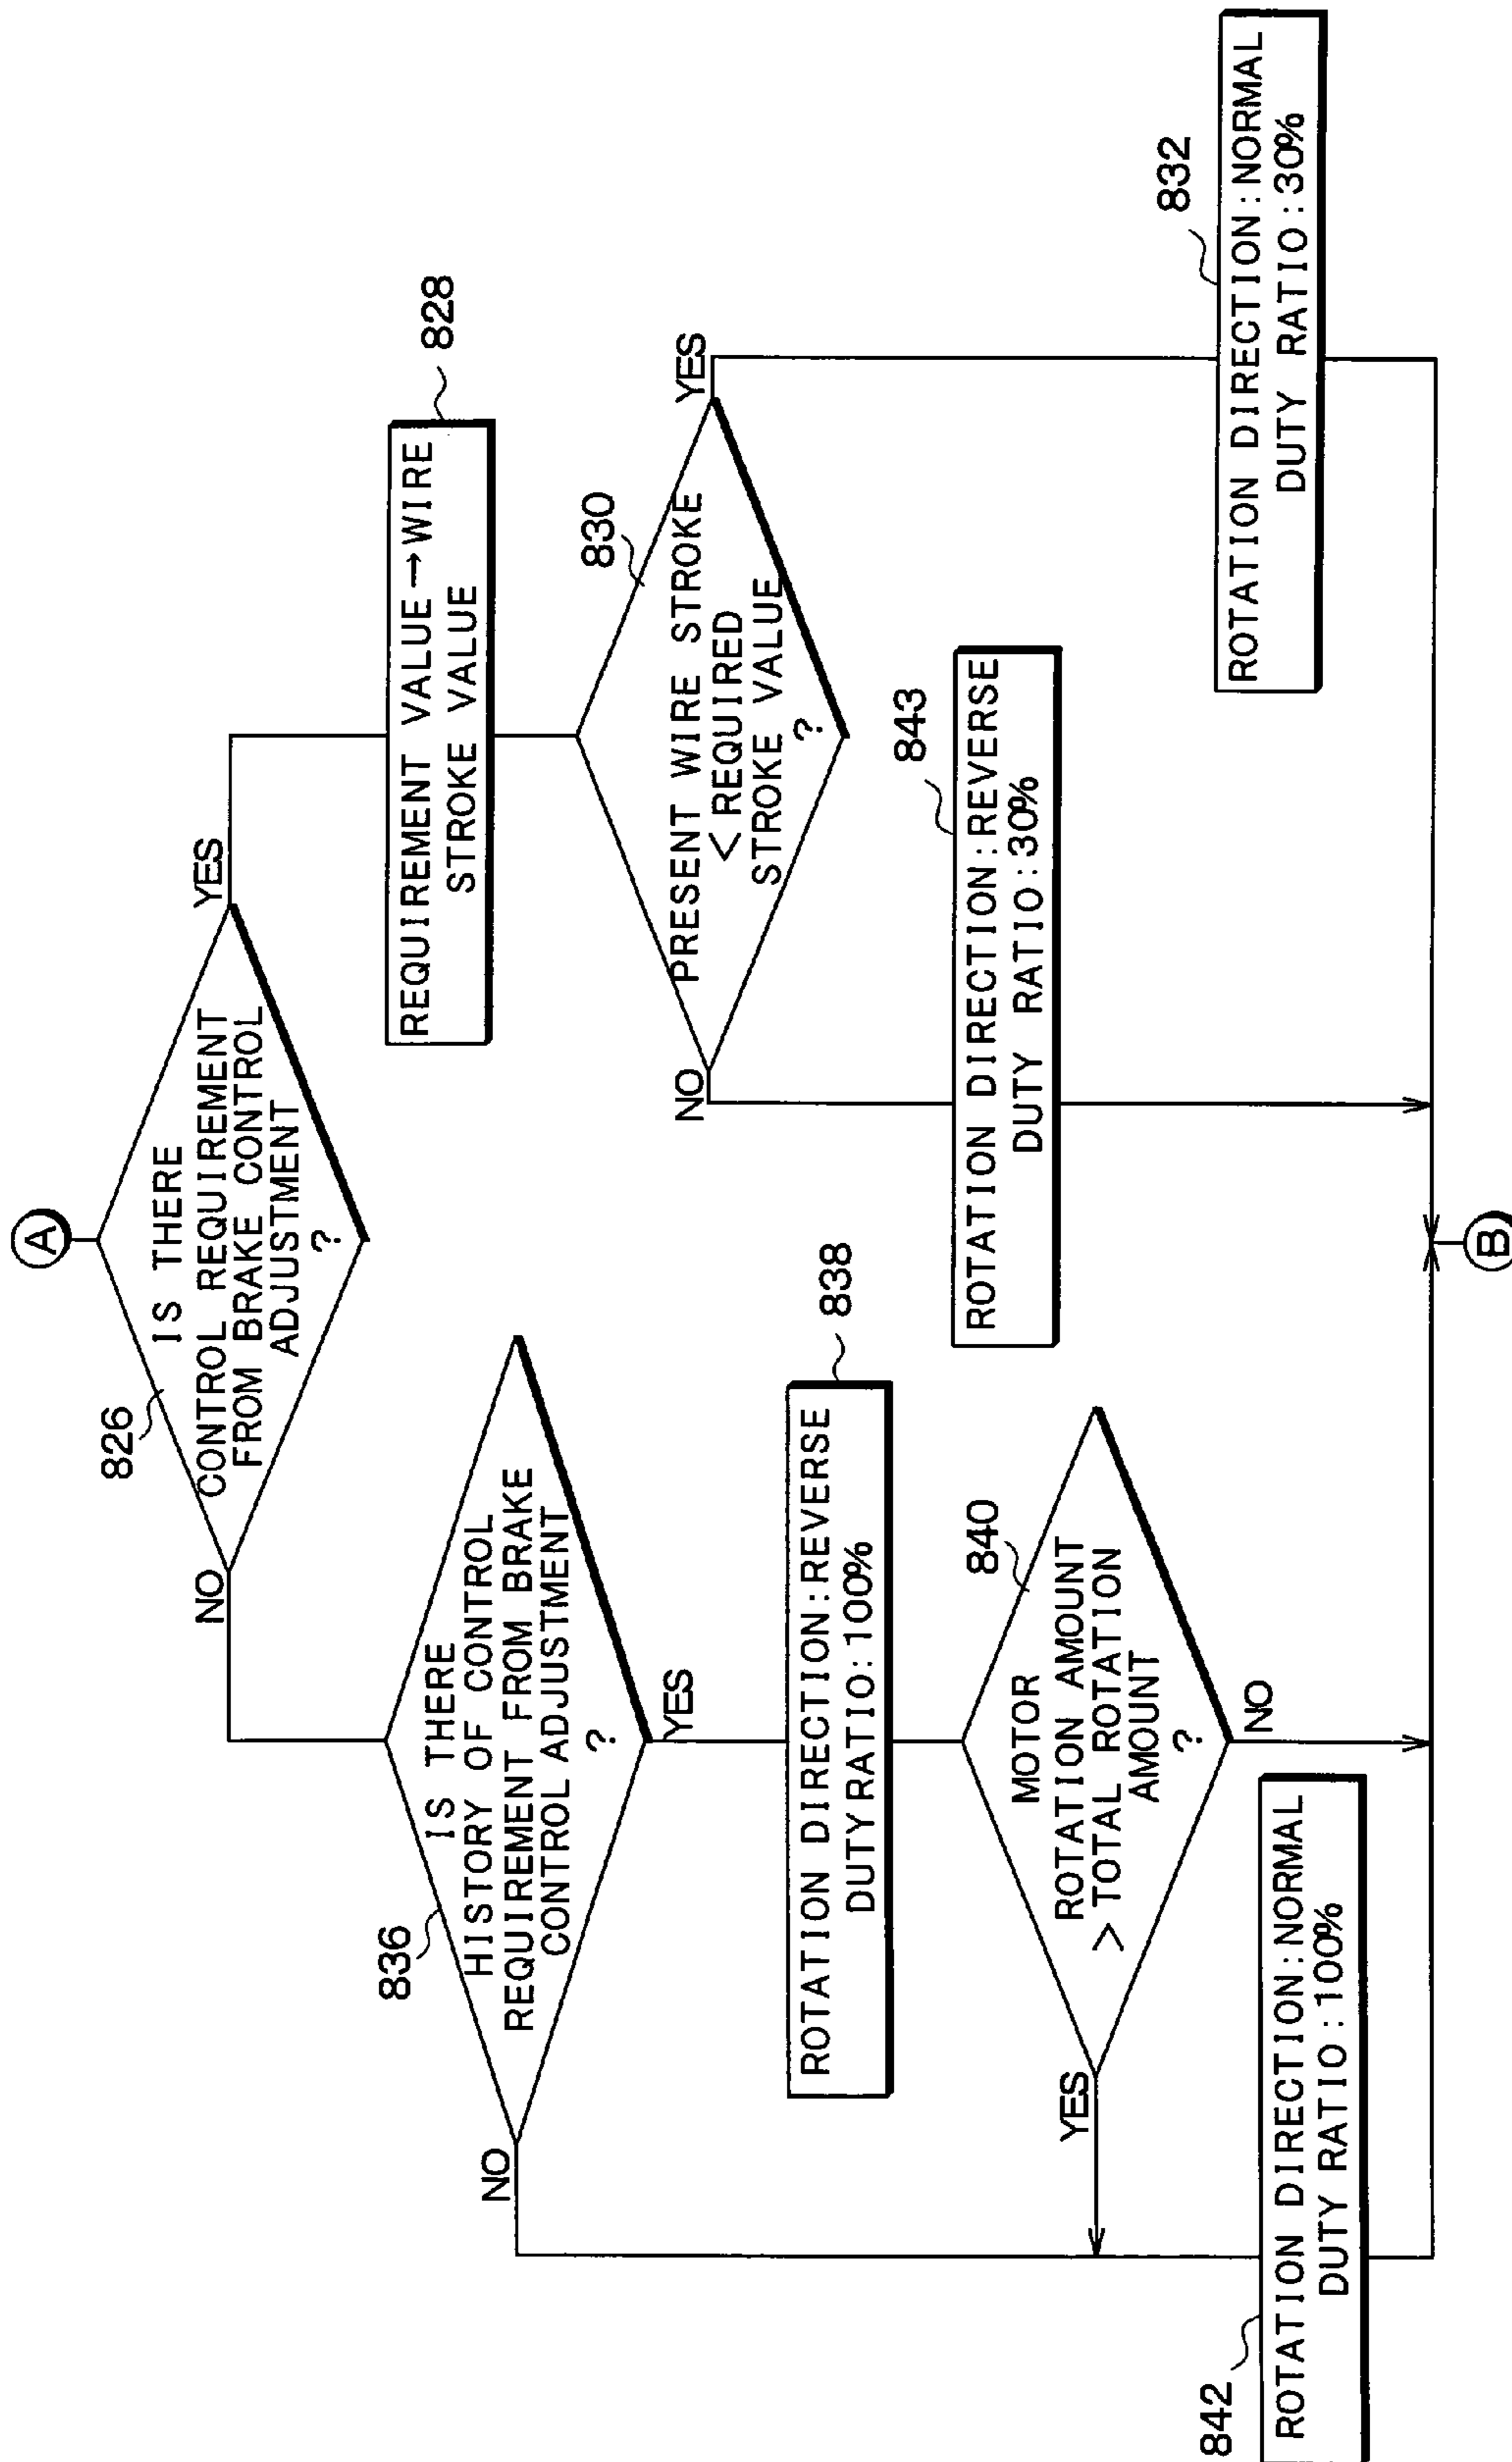 A
826
IS THERE
CONTROL REQUIREMENT
FROM BRAKE CONTROL
ADJUSTMENT
?
NO
YES
836
IS THERE
HISTORY OF CONTROL
REQUIREMENT FROM BRAKE
CONTROL ADJUSTMENT
?
NO
YES
828
REQUIREMENT VALUE→WIRE
STROKE VALUE
830
PRESENT WIRE STROKE
<REQUIRED
STROKE VALUE
?
NO
YES
838
ROTATION DIRECTION:REVERSE
DUTY RATIO:100%
840
MOTOR
ROTATION AMOUNT
>TOTAL ROTATION
AMOUNT
?
YES
NO
843
ROTATION DIRECTION:REVERSE
DUTY RATIO:30%
832
ROTATION DIRECTION:NORMAL
DUTY RATIO:30%
842
ROTATION DIRECTION:NORMAL
DUTY RATIO:100%
B